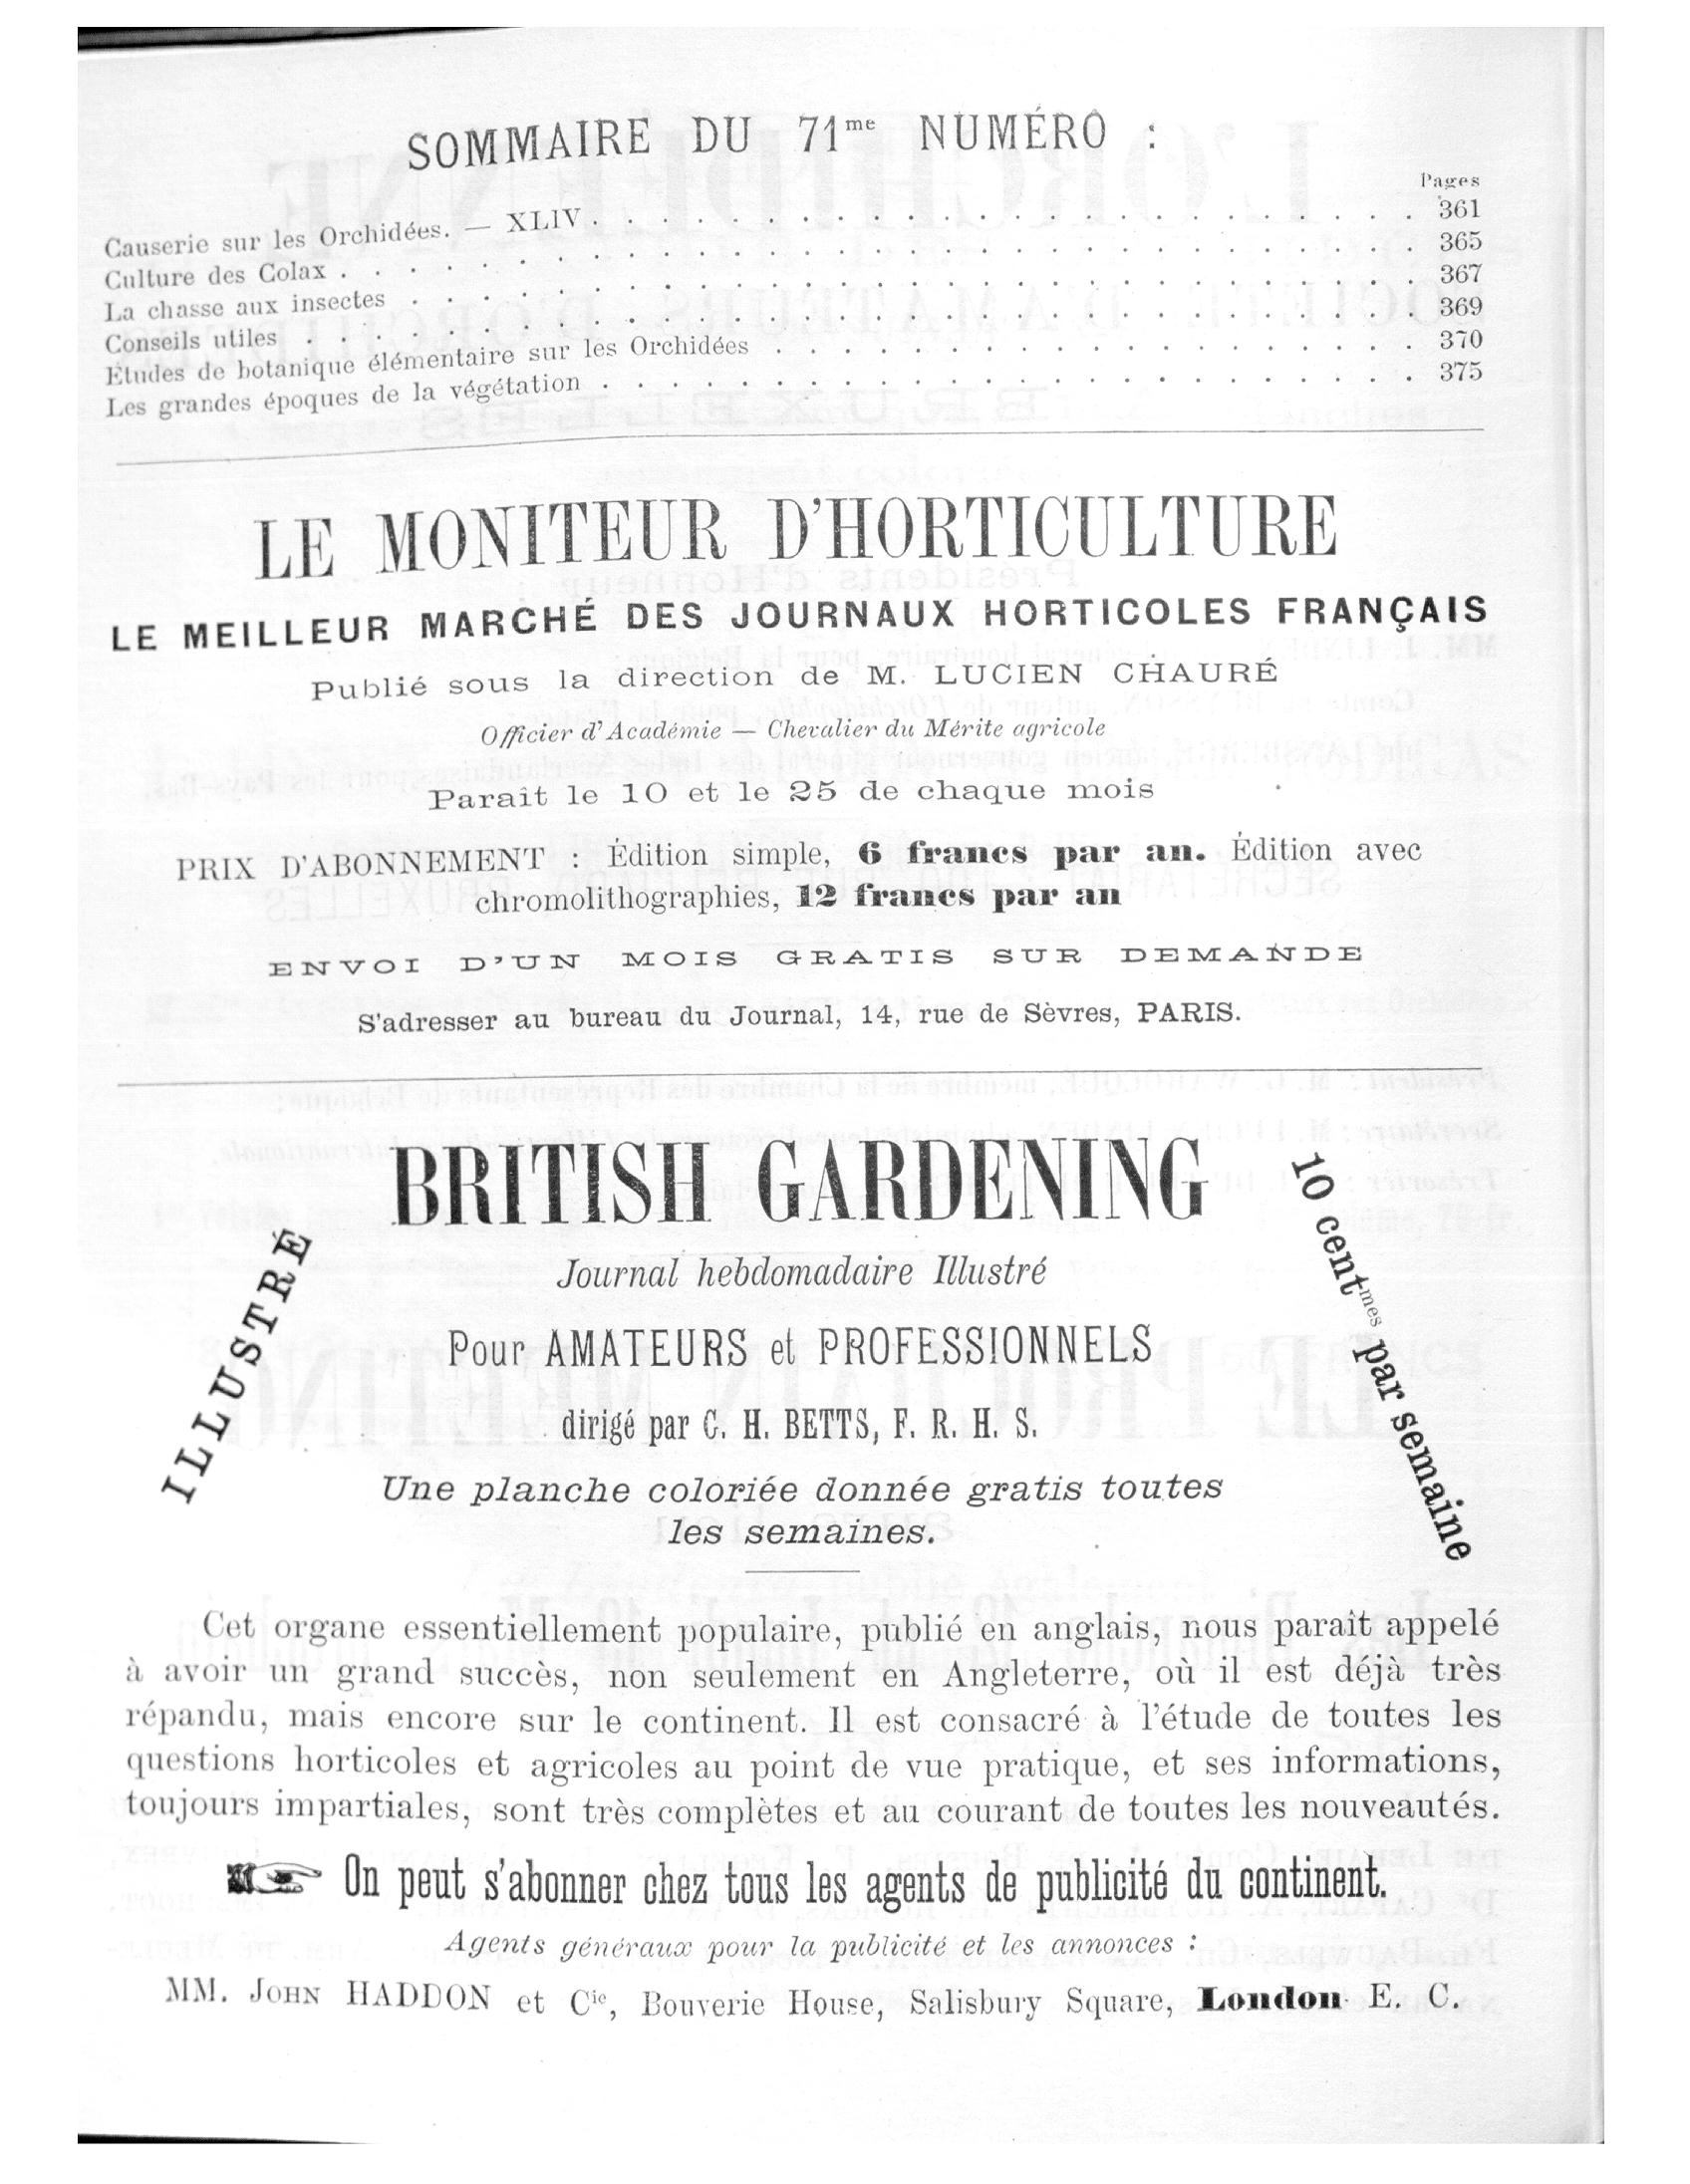 SOMMAIRE DU 71me NUMÉRO :
Pages
Causerie sur les Orchidées. — XLIV . . . . . . . . . . . . . . . . . . . . . . . . 361
Culture des Colax . . . . . . . . . . . . . . . . . . . . . . . . . . . . . . 365
La chasse aux insectes . . . . . . . . . . . . . . . . . . . . . . . . . . . . 367
Conseils utiles . . . . . . . . . . . . . . . . . . . . . . . . . . . . . . . 369
Études de botanique élémentaire sur les Orchidées . . . . . . . . . . . . . . . . . . . 370
Les grandes époques de la végétation . . . . . . . . . . . . . . . . . . . . . . . . 375
LE MONITEUR D'HORTICULTURE
LE MEILLEUR MARCHÉ DES JOURNAUX HORTICOLES FRANÇAIS
Publié sous la direction de M. LUCIEN CHAURÉ
Officier d'Académie — Chevalier du Mérite agricole
Paraît le 10 et le 25 de chaque mois
PRIX D'ABONNEMENT : Édition simple, 6 francs par an. Édition avec
chromolithographies, 12 francs par an
ENVOI D'UN MOIS GRATIS SUR DEMANDE
S'adresser au bureau du Journal, 14, rue de Sèvres, PARIS.
BRITISH GARDENING
ILLUSTRÉ
10 centmes par semaine
Journal hebdomadaire Illustré
Pour AMATEURS et PROFESSIONNELS
dirigé par C. H. BETTS, F. R. H. S.
Une planche coloriée donnée gratis toutes
les semaines.
Cet organe essentiellement populaire, publié en anglais, nous paraît appelé
à avoir un grand succès, non seulement en Angleterre, où il est déjà très
répandu, mais encore sur le continent. Il est consacré à l'étude de toutes les
questions horticoles et agricoles au point de vue pratique, et ses informations,
toujours impartiales, sont très complètes et au courant de toutes les nouveautés.
☞ On peut s'abonner chez tous les agents de publicité du continent.
Agents généraux pour la publicité et les annonces :
MM. JOHN HADDON et Cie, Bouverie House, Salisbury Square, London E. C.